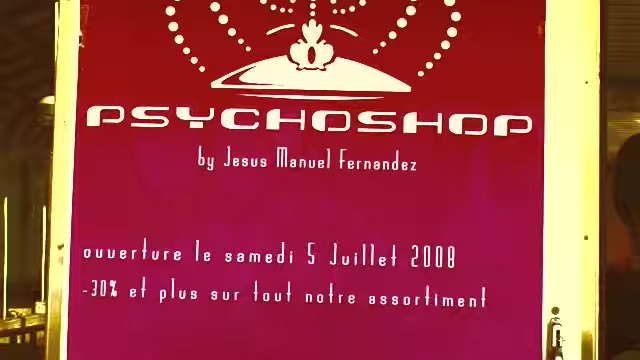 PSYCHOSHOP
by Jesus Manuel Fernandez
ouverture le samedi 5 Juillet 2008
-30% et plus sur tout notre assortiment